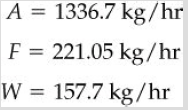 A = 1336.7 kg/hr
F = 221.05 kg/hr
W = 157.7 kg/hr